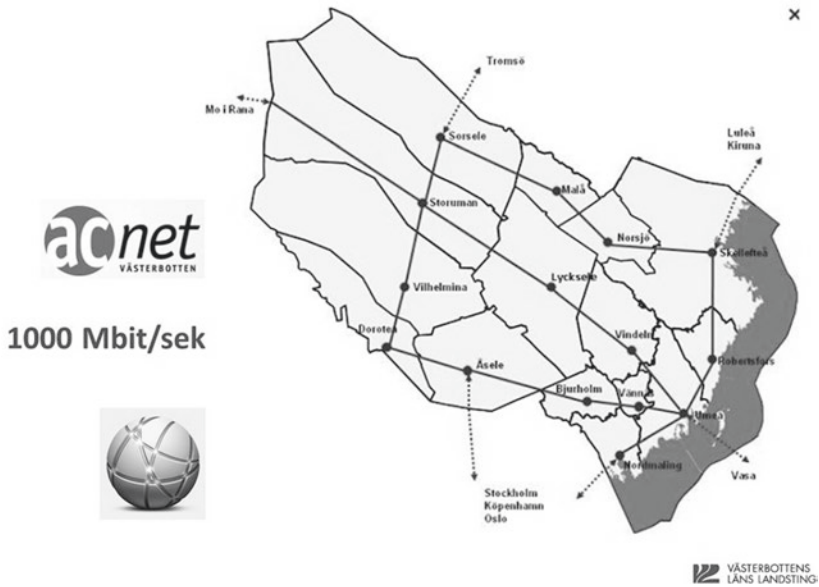 ×
Tromsö
Mo i Rana
Sorsele
Luleå
Kiruna
Malå
Storuman
Norsjö
Skellefteå
acnet
VÄSTERBOTTEN
Lycksele
Vilhelmina
1000 Mbit/sek
Dorotea
Vindeln
Åsele
Robertsfors
Bjurholm
Vännäs
Umeå
Nordmaling
Vasa
Stockholm
Köpenhamn
Oslo
VÄSTERBOTTENS
LÄNS LANDSTING